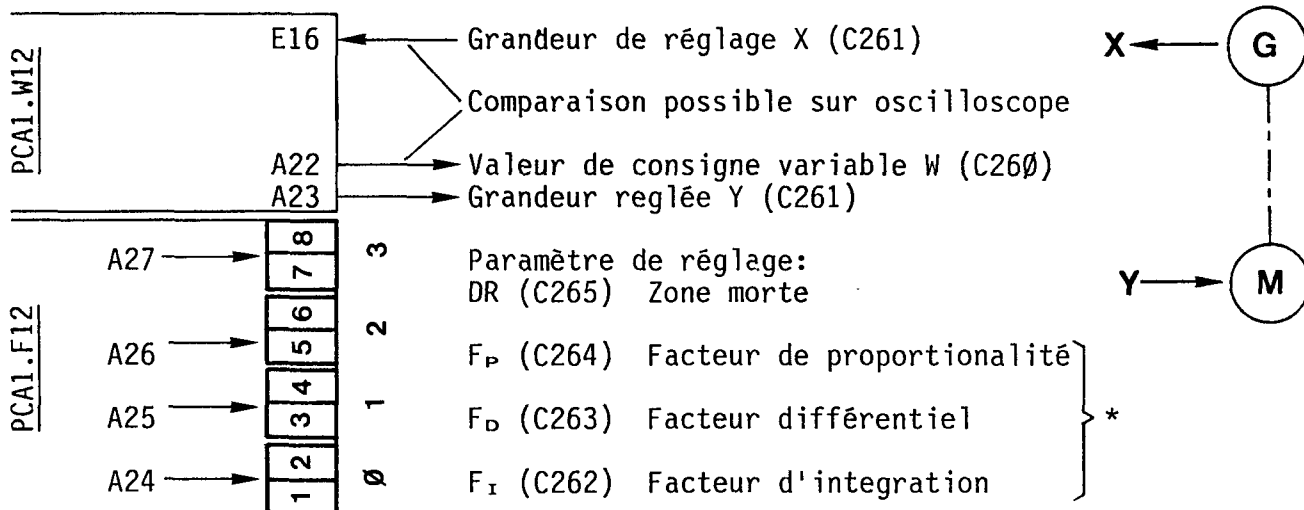 PCA1.W12
E16 Grandeur de réglage X (C261)
Comparaison possible sur oscilloscope
A22 Valeur de consigne variable W (C26Ø)
A23 Grandeur reglée Y (C261)
X G
Y M
PCA1.F12
A27 8 7 3 Paramètre de réglage:
DR (C265) Zone morte
A26 6 5 2 FP (C264) Facteur de proportionalité
A25 4 3 1 FD (C263) Facteur différentiel *
A24 2 1 Ø FI (C262) Facteur d'integration